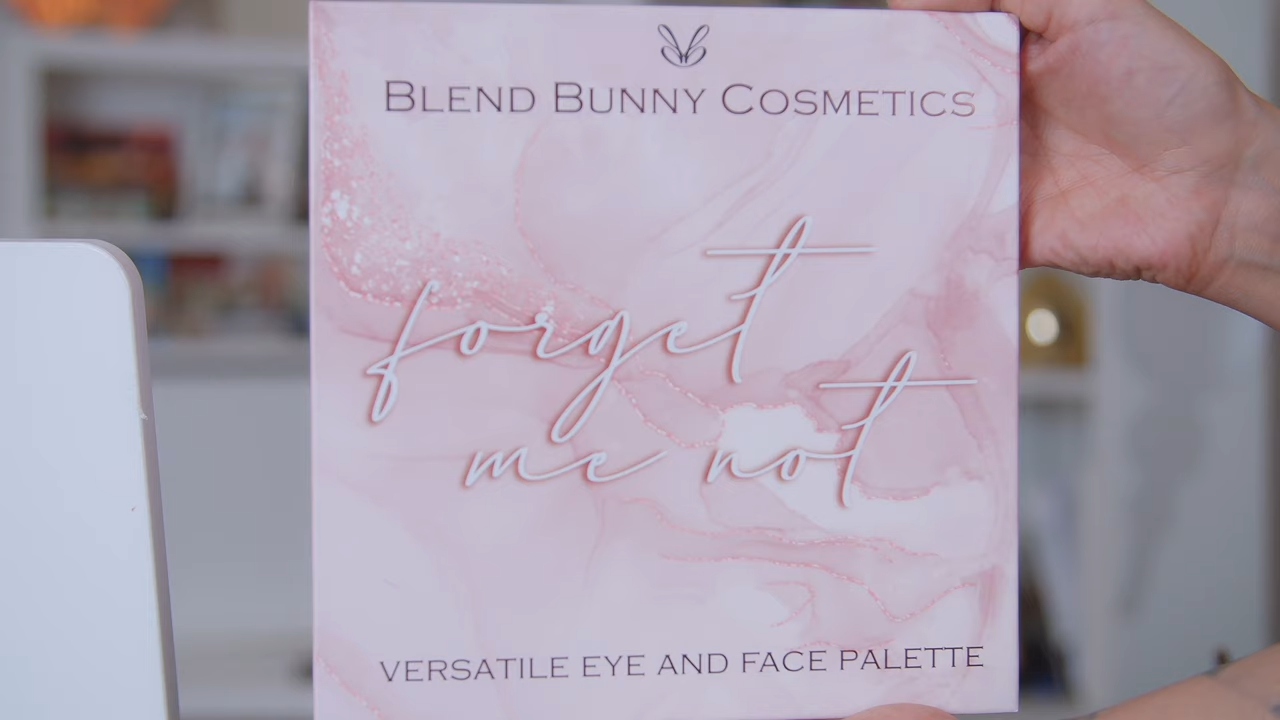 BLEND BUNNY COSMETICS
forget
me not
VERSATILE EYE AND FACE PALETTE